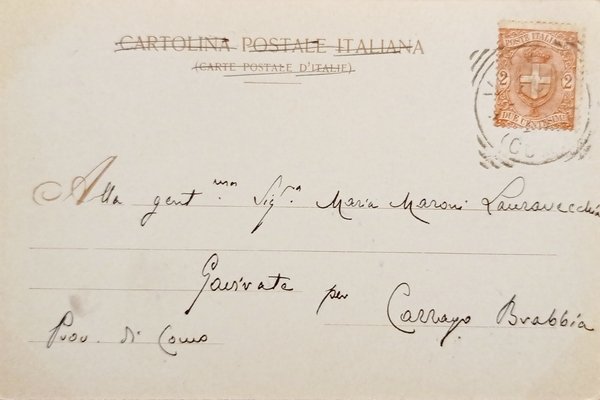 CARTOLINA POSTALE ITALIANA
(CARTE POSTALE D'ITALIE)
POSTE ITALIANE
2 2
DUE CENTESIMI
Alla gent.ma Sig.a Maria Maroni Lauravecchia
Gavirate per Carrago Brabbia
Prov. di Como